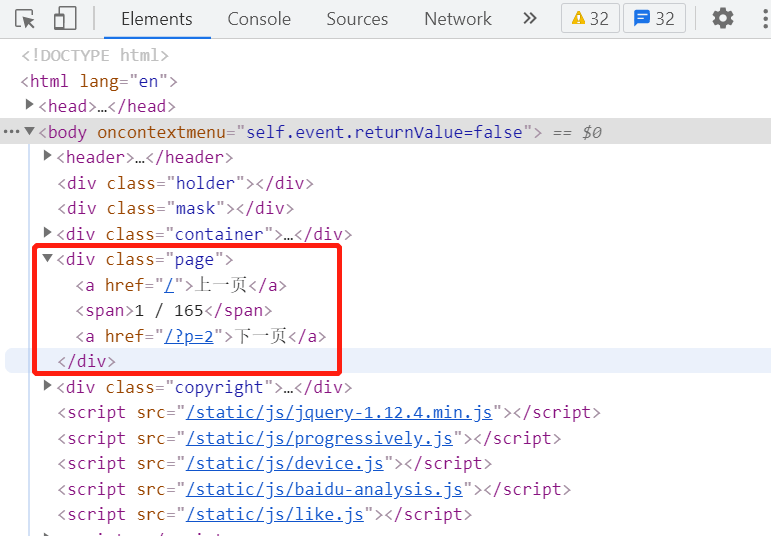 Elements Console Sources Network » 32 32
<!DOCTYPE html>
<html lang="en">
<head>…</head>
<body oncontextmenu="self.event.returnValue=false"> == $0
<header>…</header>
<div class="holder"></div>
<div class="mask"></div>
<div class="container">…</div>
<div class="page">
<a href="/">上一页</a>
<span>1 / 165</span>
<a href="/?p=2">下一页</a>
</div>
<div class="copyright">…</div>
<script src="/static/js/jquery-1.12.4.min.js"></script>
<script src="/static/js/progressively.js"></script>
<script src="/static/js/device.js"></script>
<script src="/static/js/baidu-analysis.js"></script>
<script src="/static/js/like.js"></script>